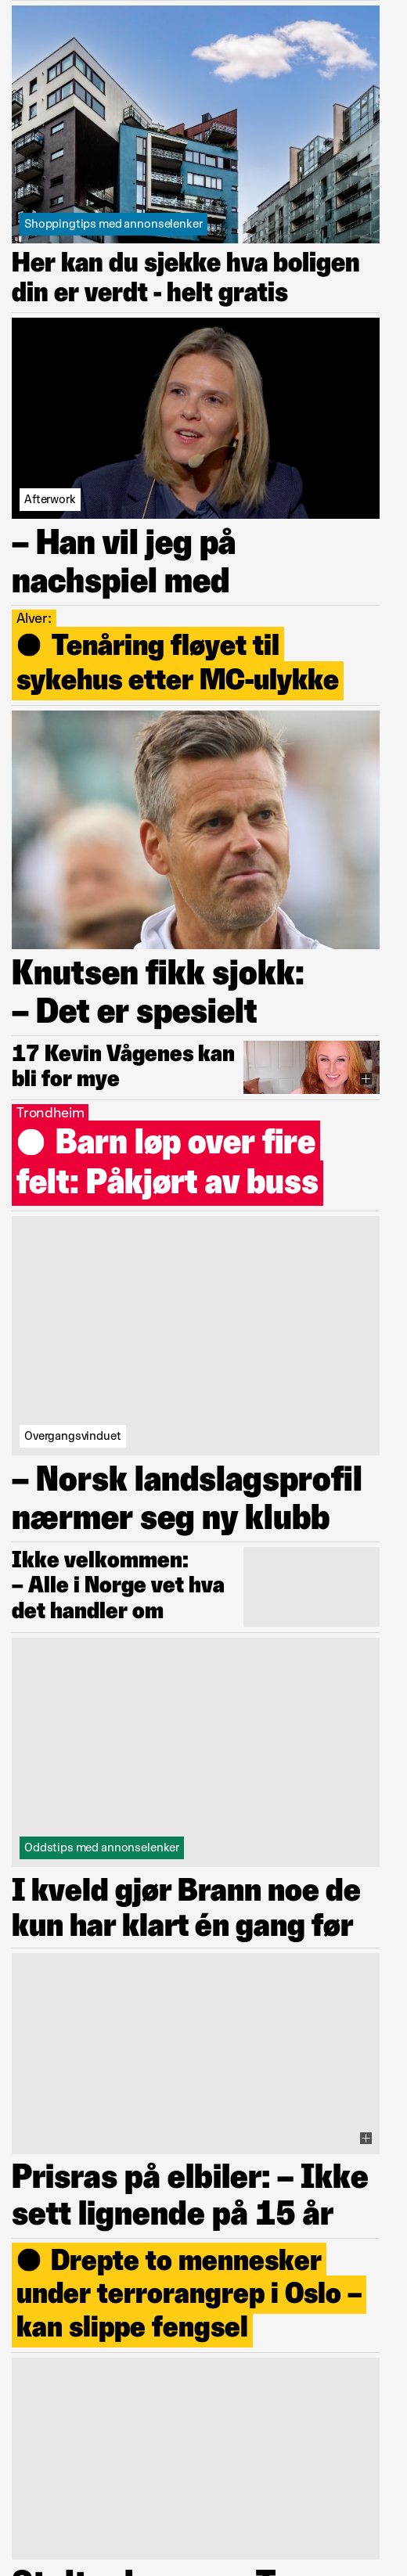 Shoppingtips med annonselenker
Her kan du sjekke hva boligen
din er verdt - helt gratis
Afterwork
– Han vil jeg på
nachspiel med
Alver:
Tenåring fløyet til
sykehus etter MC-ulykke
Knutsen fikk sjokk:
– Det er spesielt
17 Kevin Vågenes kan
bli for mye
Trondheim
Barn løp over fire
felt: Påkjørt av buss
Overgangsvinduet
– Norsk landslagsprofil
nærmer seg ny klubb
Ikke velkommen:
– Alle i Norge vet hva
det handler om
Oddstips med annonselenker
I kveld gjør Brann noe de
kun har klart én gang før
Prisras på elbiler: – Ikke
sett lignende på 15 år
Drepte to mennesker
under terrorangrep i Oslo –
kan slippe fengsel